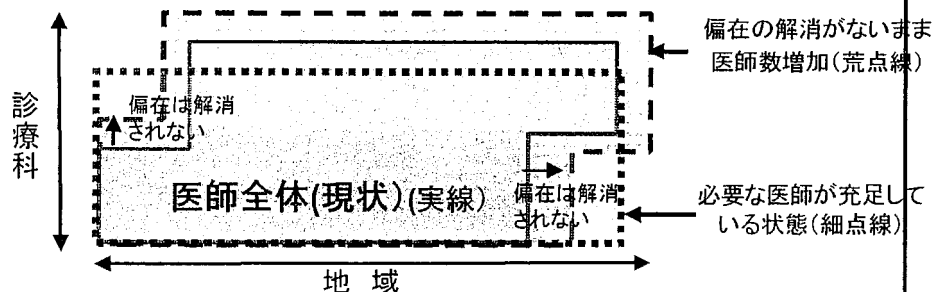 偏在の解消がないまま
医師数増加(荒点線)
診療科
偏在は解消
されない
医師全体(現状)(実線)
偏在は解消
されない
必要な医師が充足して
いる状態(細点線)
地 域